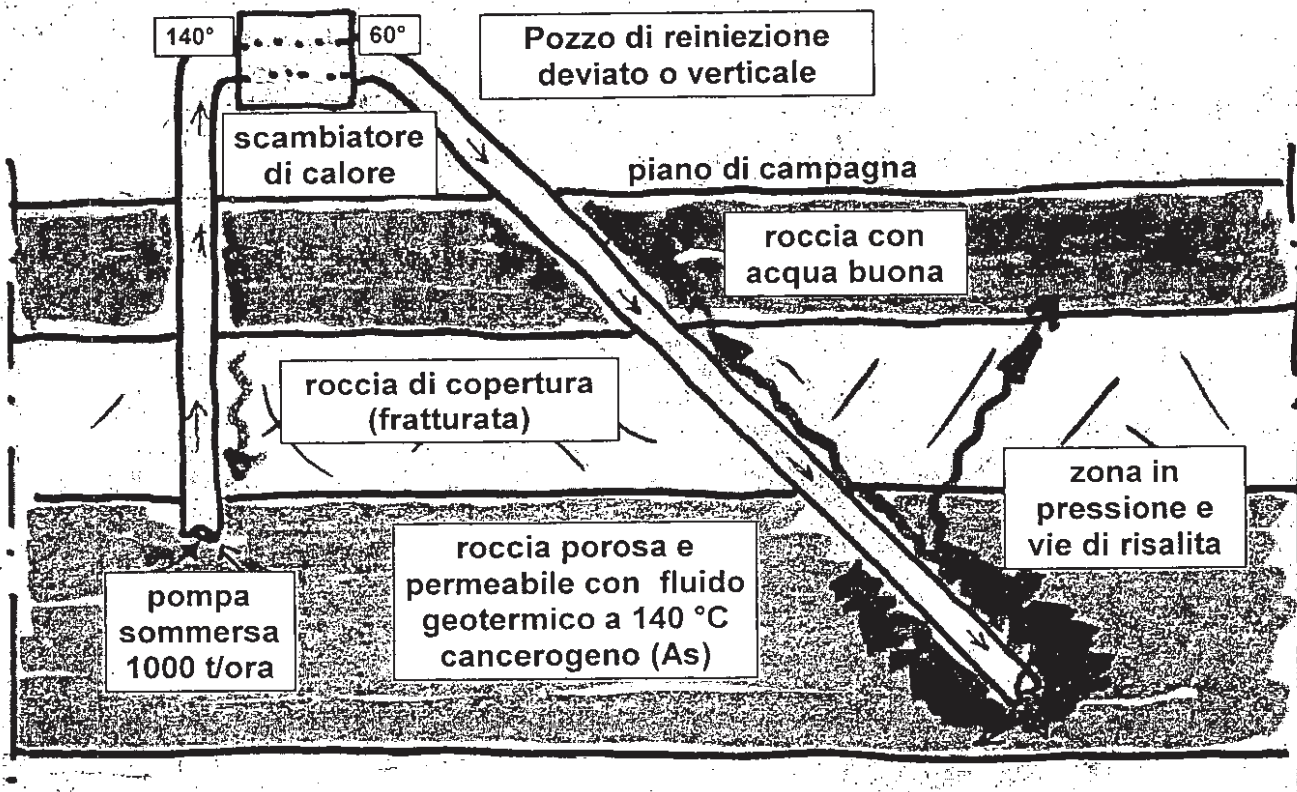 140°
60°
Pozzo di reiniezione
deviato o verticale
scambiatore
di calore
piano di campagna
roccia con
acqua buona
roccia di copertura
(fratturata)
zona in
pressione e
vie di risalita
roccia porosa e
permeabile con fluido
geotermico a 140 °C
cancerogeno (As)
pompa
sommersa
1000 t/ora